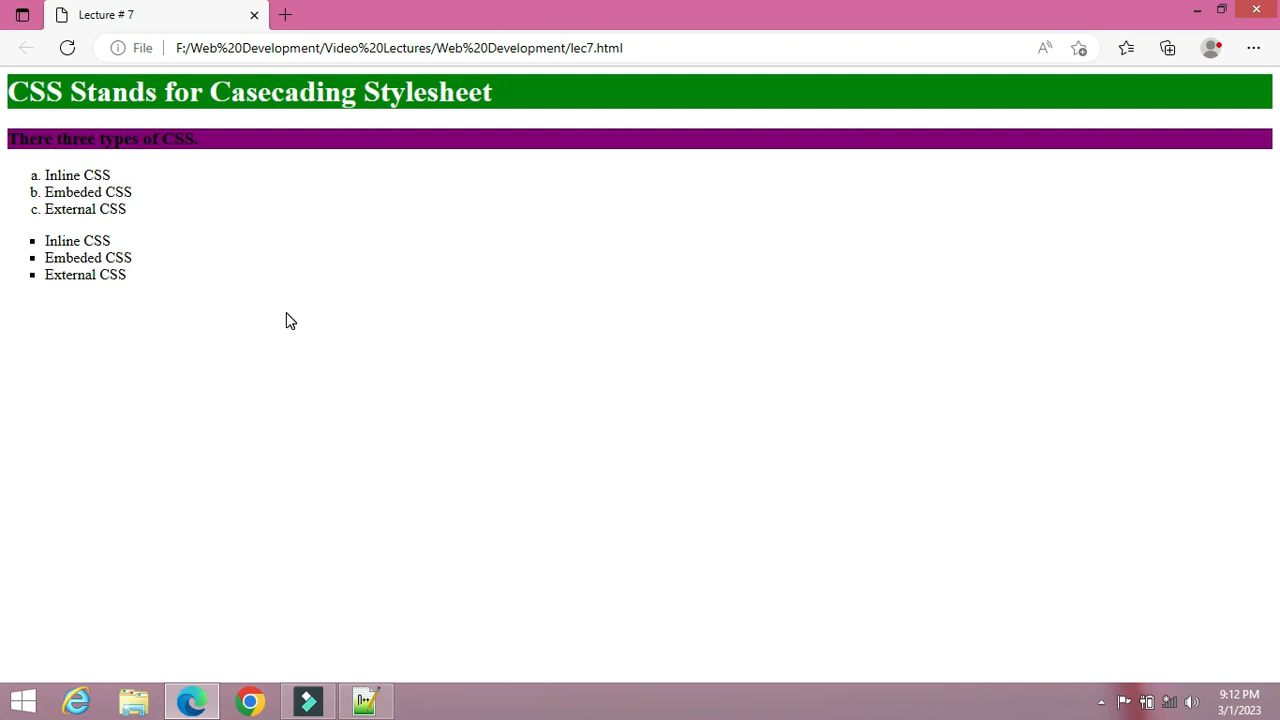 Lecture # 7
File
F:/Web%20Development/Video%20Lectures/Web%20Development/lec7.html
CSS Stands for Casecading Stylesheet
There three types of CSS.
a. Inline CSS
b. Embeded CSS
c. External CSS
▪ Inline CSS
▪ Embeded CSS
▪ External CSS
9:12 PM
3/1/2023